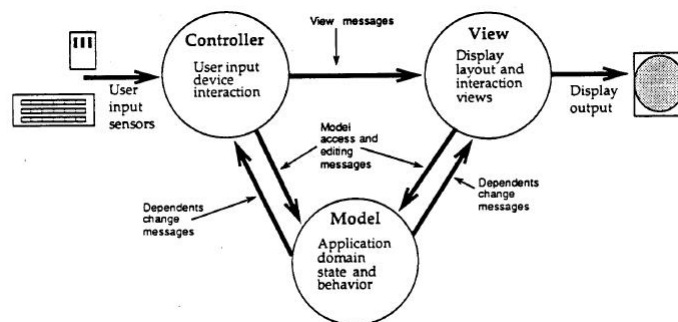 View messages
Controller
User input
device
interaction
View
Display
layout and
interaction
views
User
input
sensors
Display
output
Model
access and
editing
messages
Dependents
change
messages
Dependents
change
messages
Model
Application
domain
state and
behavior